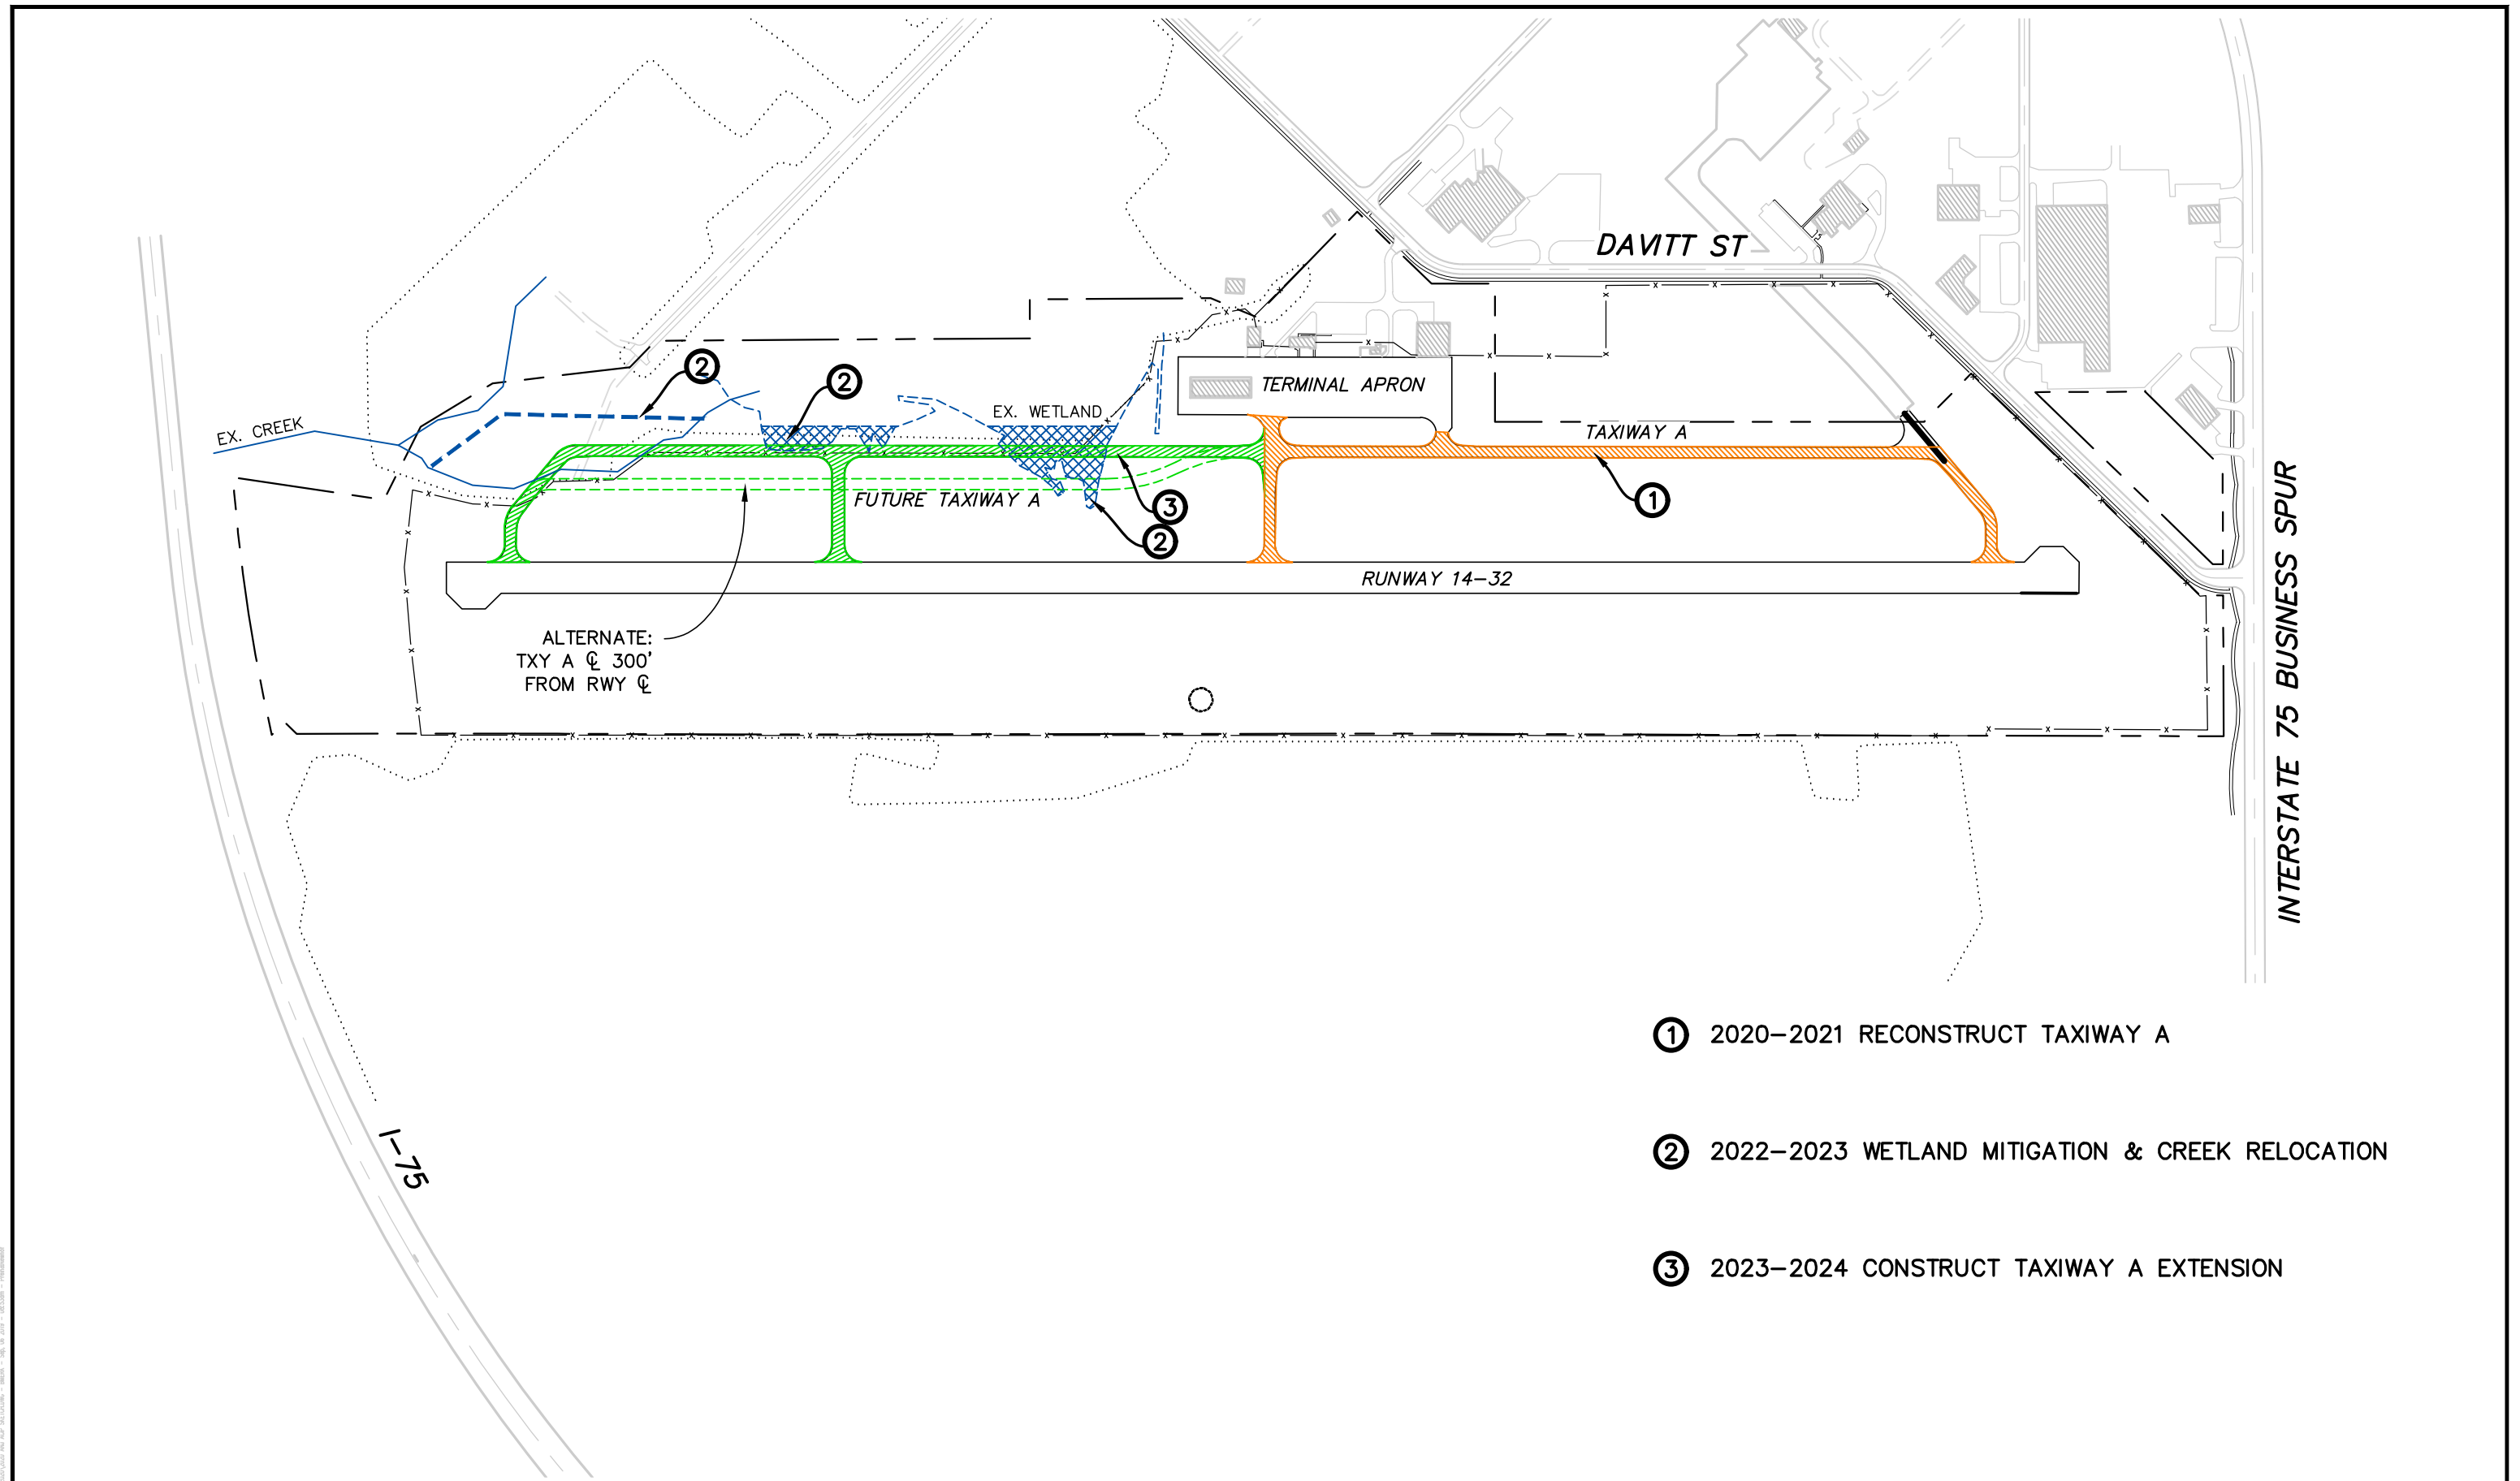 DAVITT ST
②
②
EX. CREEK
EX. WETLAND
TERMINAL APRON
TAXIWAY A
FUTURE TAXIWAY A
③
②
①
RUNWAY 14-32
ALTERNATE:
TXY A ℄ 300'
FROM RWY ℄
INTERSTATE 75 BUSINESS SPUR
I-75
① 2020-2021 RECONSTRUCT TAXIWAY A
② 2022-2023 WETLAND MITIGATION & CREEK RELOCATION
③ 2023-2024 CONSTRUCT TAXIWAY A EXTENSION